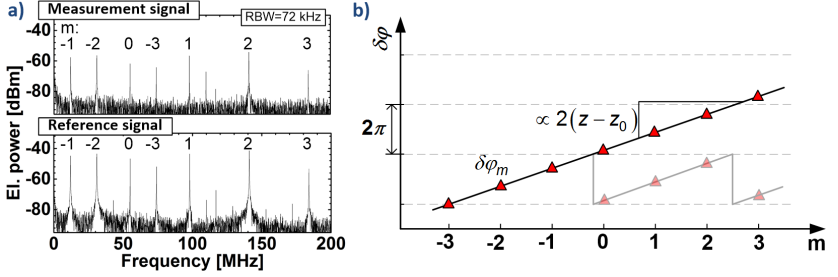 a)
Measurement signal
RBW=72 kHz
m:
-1 -2 0 -3 1 2 3
-40
-60
-80
Reference signal
-1 -2 0 -3 1 2 3
-40
-60
-80
El. power [dBm]
0 50 100 150 200
Frequency [MHz]
b)
δφ
2π
∝ 2(z − z₀)
δφₘ
-3 -2 -1 0 1 2 3 m